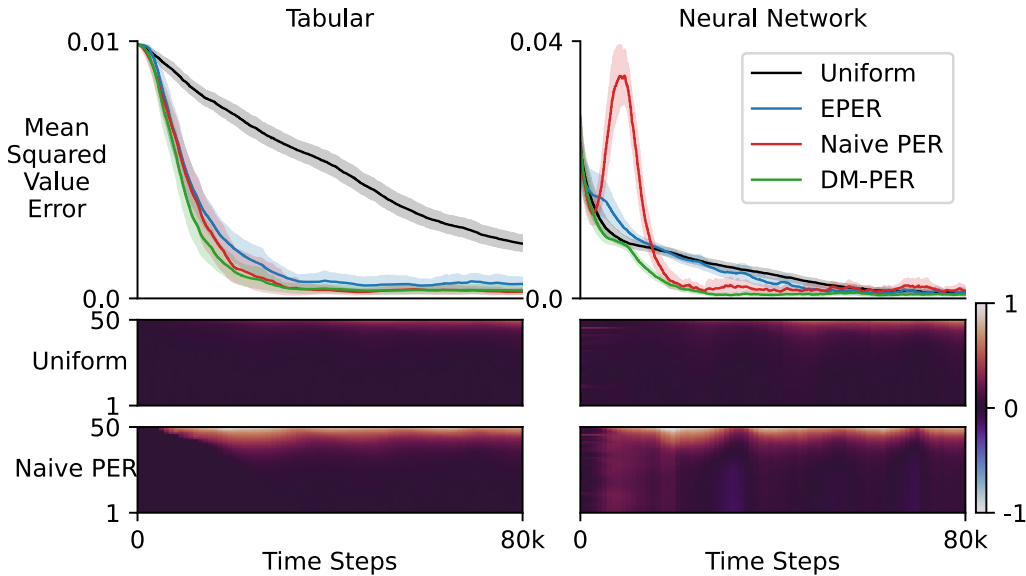 Tabular
Neural Network
0.01
0.04
Mean
Squared
Value
Error
Uniform
EPER
Naive PER
DM-PER
0.0
0.0
50
Uniform
1
50
Naive PER
1
1
0
-1
0
80k
0
80k
Time Steps
Time Steps